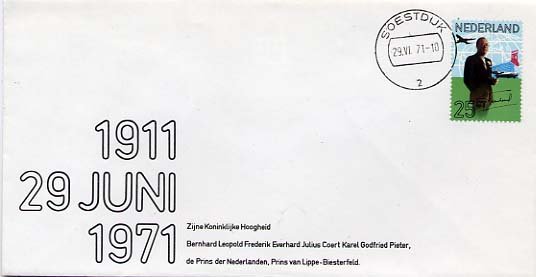 SOESTDIJK
29.VI.71-10
2
NEDERLAND
25
1911
29 JUNI
1971
Zijne Koninklijke Hoogheid
Bernhard Leopold Frederik Everhard Julius Coert Karel Godfried Pieter,
de Prins der Nederlanden, Prins van Lippe-Biesterfeld.